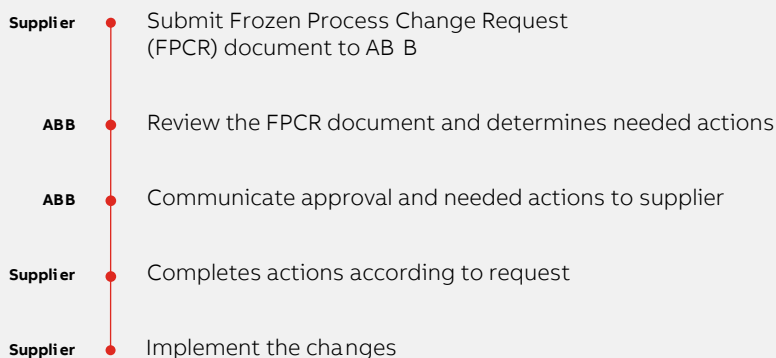 Supplier Submit Frozen Process Change Request
(FPCR) document to AB B
ABB Review the FPCR document and determines needed actions
ABB Communicate approval and needed actions to supplier
Supplier Completes actions according to request
Supplier Implement the changes